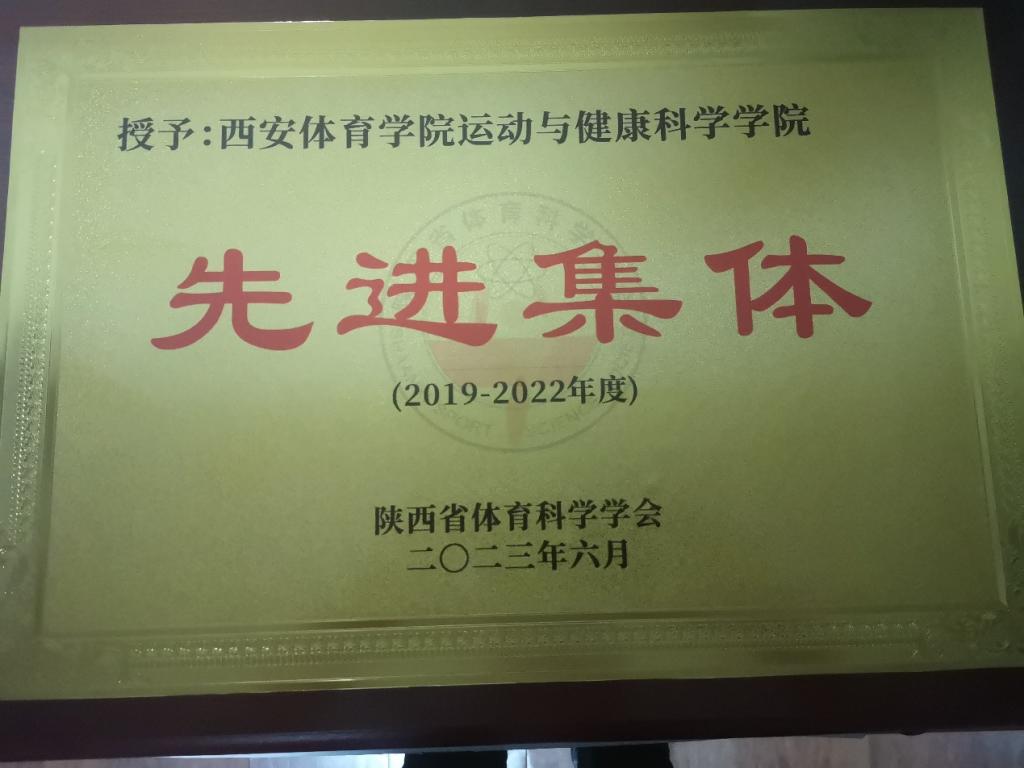 授予:西安体育学院运动与健康科学学院
先进集体
(2019-2022年度)
陕西省体育科学学会
二〇二三年六月